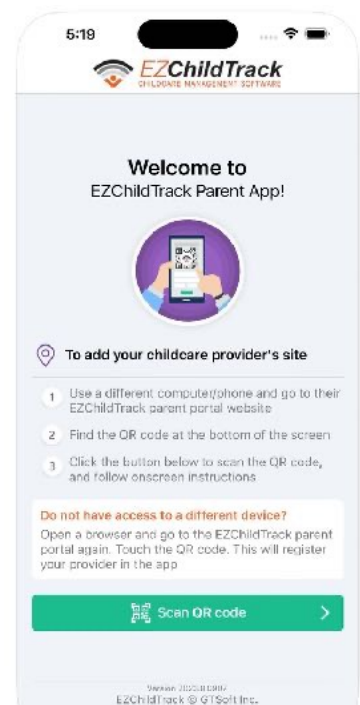 5:19
EZChildTrack
CHILDCARE MANAGEMENT SOFTWARE
Welcome to
EZChildTrack Parent App!
To add your childcare provider's site
1 Use a different computer/phone and go to their
EZChildTrack parent portal website
2 Find the QR code at the bottom of the screen
3 Click the button below to scan the QR code,
and follow onscreen instructions
Do not have access to a different device?
Open a browser and go to the EZChildTrack parent
portal again. Touch the QR code. This will register
your provider in the app
Scan QR code
Version
EZChildTrack © GTSoft Inc.